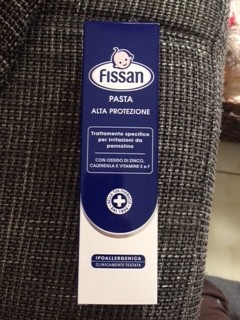 Fissan
PASTA
ALTA PROTEZIONE
Trattamento specifico
per irritazioni da
pannolino
CON OSSIDO DI ZINCO,
CALENDULA E VITAMINE E e F
IPOALLERGENICA
CLINICAMENTE TESTATA